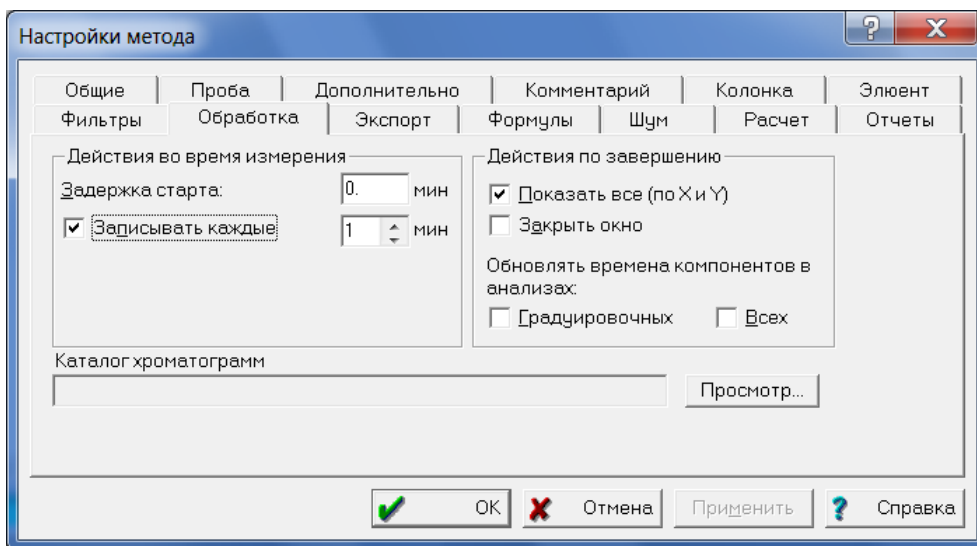 Настройки метода
Общие Проба Дополнительно Комментарий Колонка Элюент
Фильтры Обработка Экспорт Формулы Шум Расчет Отчеты
Действия во время измерения
Задержка старта: 0. мин
Записывать каждые 1 мин
Действия по завершению
Показать все (по X и Y)
Закрыть окно
Обновлять времена компонентов в
анализах:
Градуировочных Всех
Каталог хроматограмм
Просмотр...
OK Отмена Применить Справка